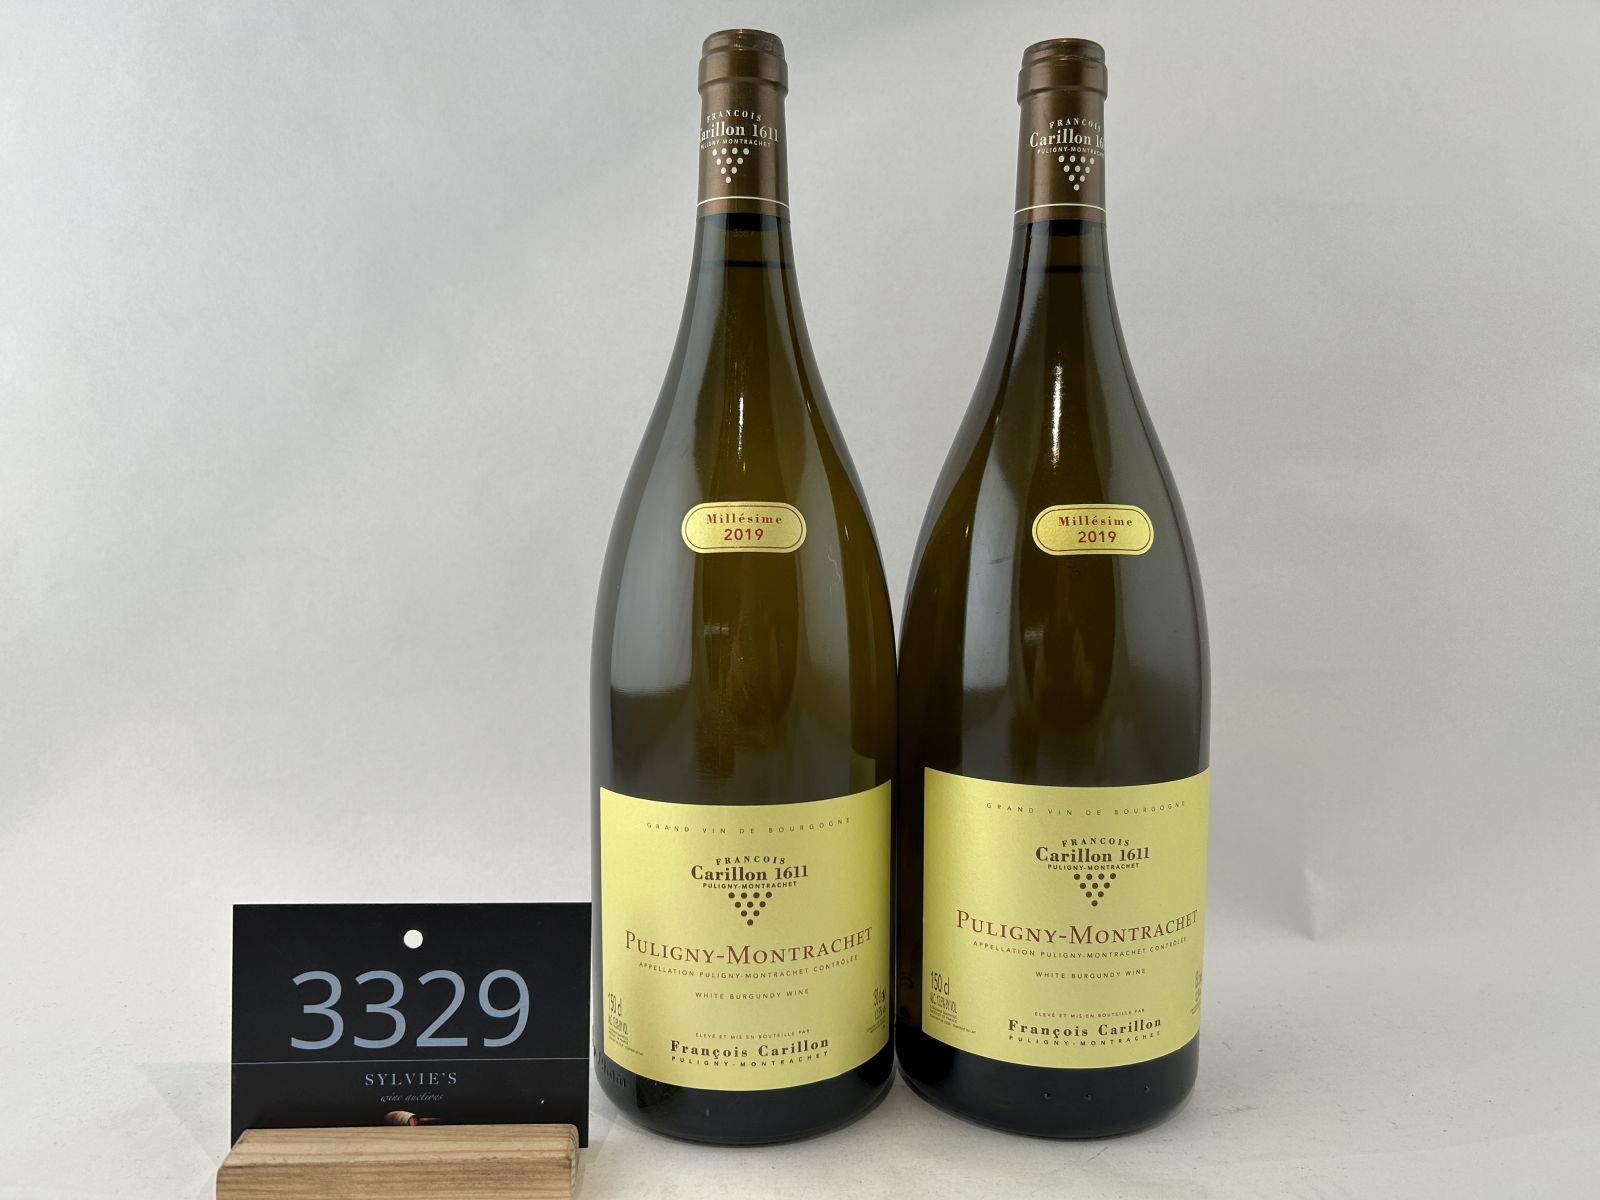 FRANCOIS
Carillon 1611
PULIGNY-MONTRACHET
Millésime
2019
GRAND VIN DE BOURGOGNE
FRANCOIS
Carillon 1611
PULIGNY-MONTRACHET
PULIGNY-MONTRACHET
APPELLATION PULIGNY-MONTRACHET CONTRÔLÉE
WHITE BURGUNDY WINE
150 cl
ÉLEVÉ ET MIS EN BOUTEILLE PAR
François Carillon
PULIGNY-MONTRACHET
FRANCOIS
Carillon 16
PULIGNY-MONTRACHET
Millésime
2019
GRAND VIN DE BOURGOGNE
FRANCOIS
Carillon 1611
PULIGNY-MONTRACHET
PULIGNY-MONTRACHET
APPELLATION PULIGNY-MONTRACHET CONTRÔLÉE
WHITE BURGUNDY WINE
150 cl
ÉLEVÉ ET MIS EN BOUTEILLE PAR
François Carillon
PULIGNY-MONTRACHET
3329
SYLVIE'S
wine auctions